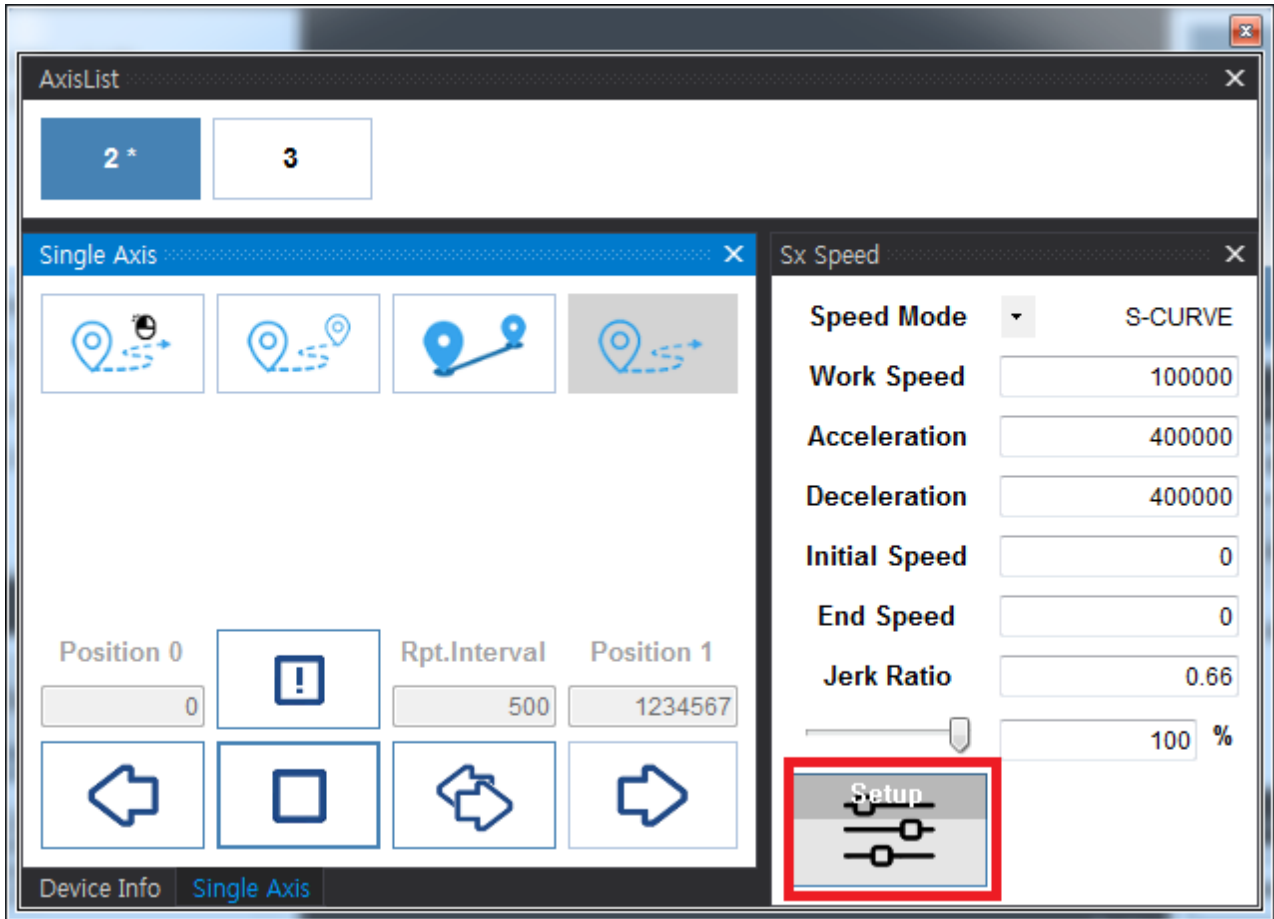 AxisList
2 *
3
Single Axis
Position 0
Rpt.Interval
Position 1
0
500
1234567
Device Info
Single Axis
Sx Speed
Speed Mode S-CURVE
Work Speed 100000
Acceleration 400000
Deceleration 400000
Initial Speed 0
End Speed 0
Jerk Ratio 0.66
100 %
Setup